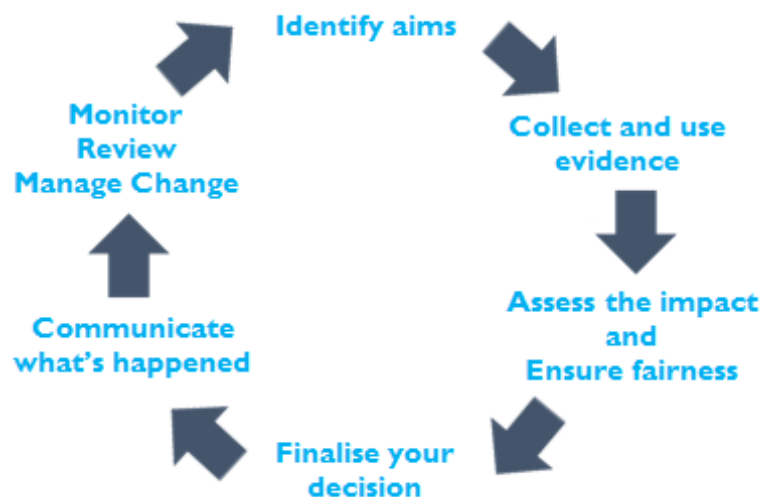 Identify aims
Collect and use
evidence
Assess the impact
and
Ensure fairness
Finalise your
decision
Communicate
what's happened
Monitor
Review
Manage Change